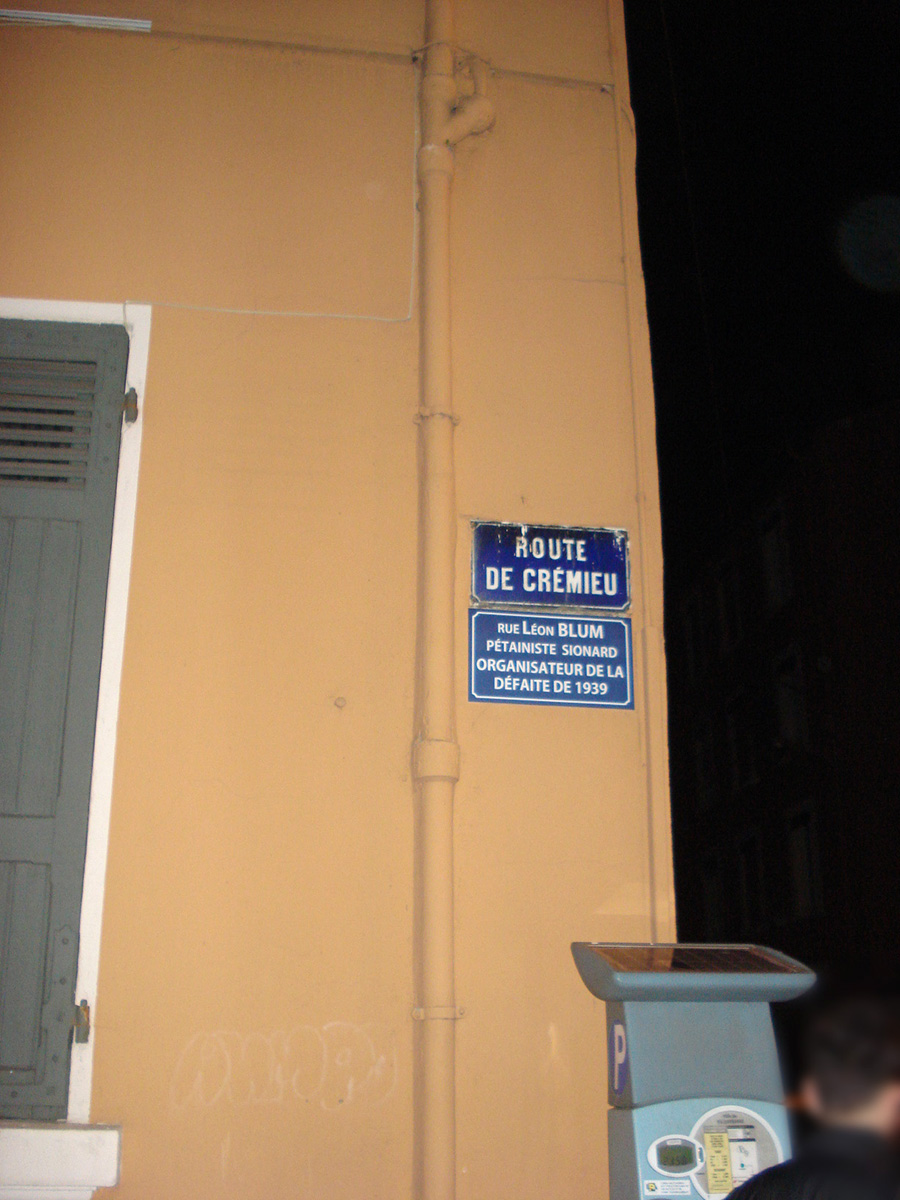 ROUTE
DE CRÉMIEU
RUE LÉON BLUM
PÉTAINISTE SIONARD
ORGANISATEUR DE LA
DÉFAITE DE 1939
P